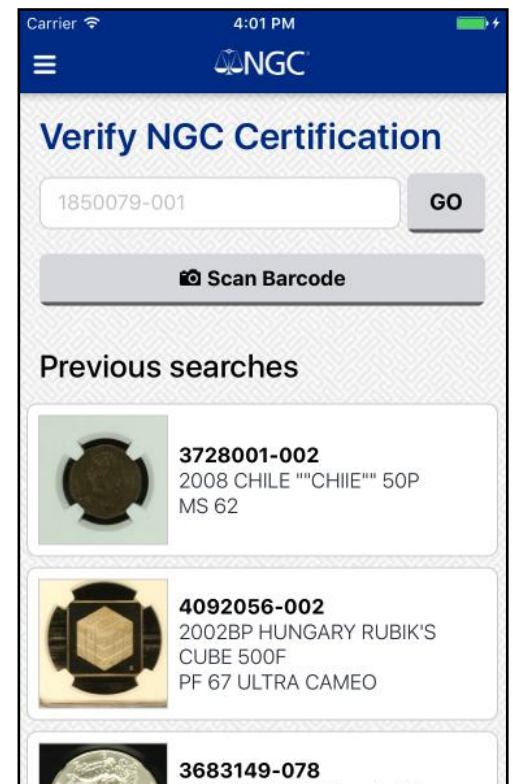 Carrier 4:01 PM
NGC
Verify NGC Certification
1850079-001 GO
Scan Barcode
Previous searches
3728001-002
2008 CHILE ""CHIIE"" 50P
MS 62
4092056-002
2002BP HUNGARY RUBIK'S
CUBE 500F
PF 67 ULTRA CAMEO
3683149-078